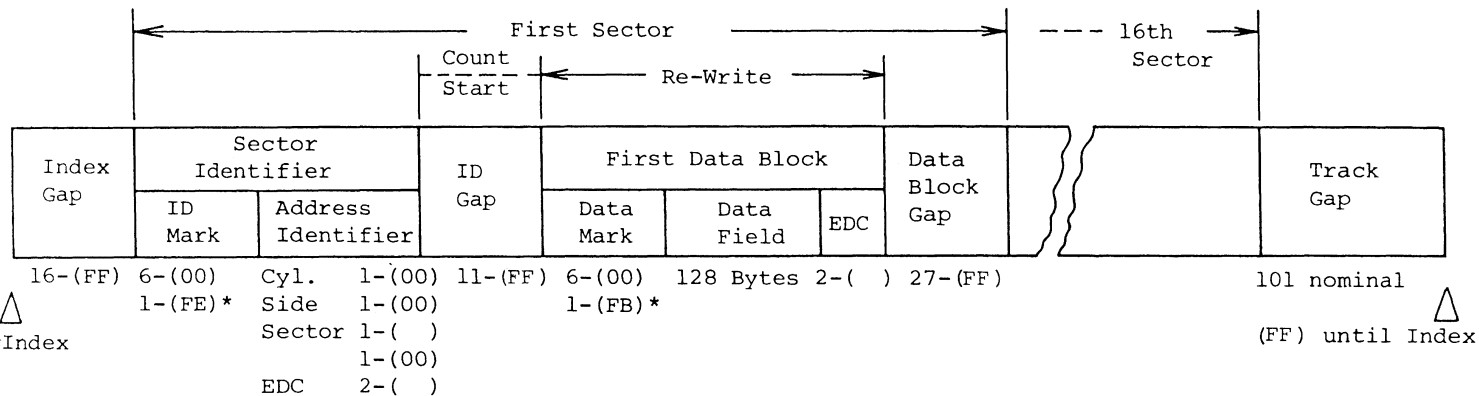 First Sector
16th
Sector
Count
Start
Re-Write
Index
Gap
Sector
Identifier
ID
Mark
Address
Identifier
ID
Gap
First Data Block
Data
Mark
Data
Field
EDC
Data
Block
Gap
Track
Gap
16-(FF) 6-(00) Cyl. 1-(00) 11-(FF) 6-(00) 128 Bytes 2-( ) 27-(FF) 101 nominal
1-(FE)* Side 1-(00) 1-(FB)*
Sector 1-( )
Index (FF) until Index
1-(00)
EDC 2-( )